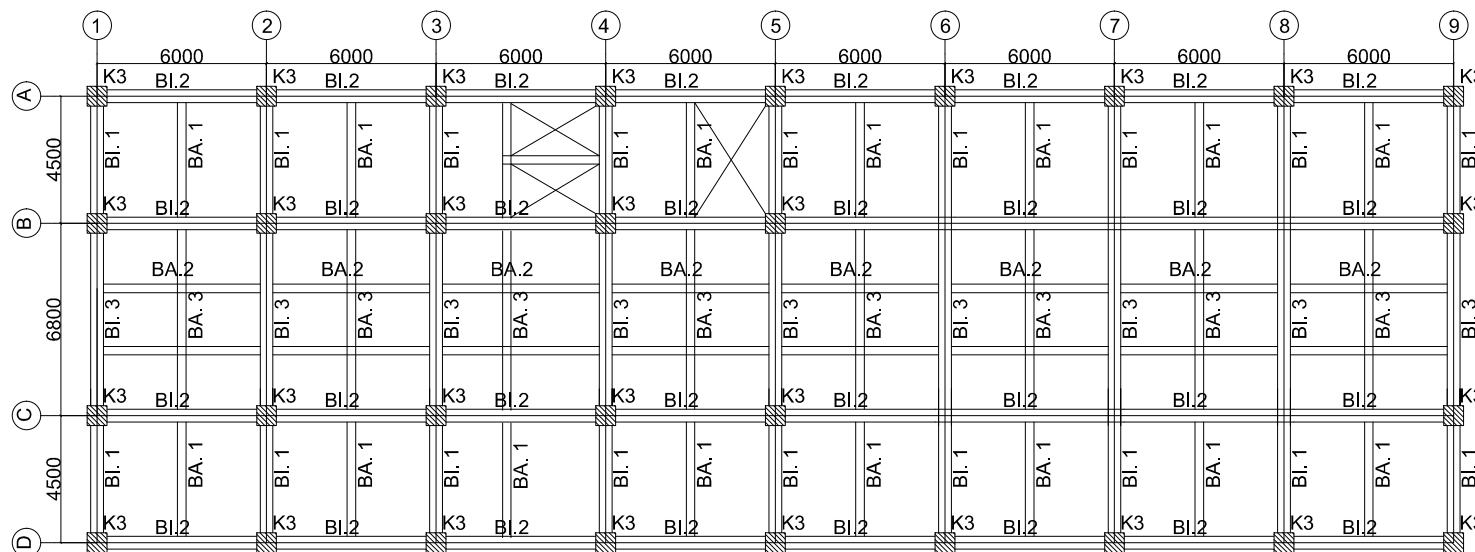 1 2 3 4 5 6 7 8 9
6000 6000 6000 6000 6000 6000 6000 6000
K3 BI.2 K3 BI.2 K3 BI.2 K3 BI.2 K3 BI.2 K3 BI.2 K3 BI.2 K3 BI.2 K3
A
4500 BI. 1 BA. 1 BI. 1 BA. 1 BI. 1 BI. 1 BA. 1 BI. 1 BA. 1 BI. 1 BA. 1 BI. 1 BA. 1 BI. 1 BA. 1 BI. 1
K3 BI.2 K3 BI.2 K3 BI.2 K3 BI.2 K3 BI.2 BI.2 BI.2 BI.2 K3
B
BA.2 BA.2 BA.2 BA.2 BA.2 BA.2 BA.2 BA.2
6800 BI. 3 BA. 3 BI. 3 BA. 3 BI. 3 BA. 3 BI. 3 BA. 3 BI. 3 BA. 3 BI. 3 BA. 3 BI. 3 BA. 3 BI. 3 BA. 3 BI. 3
K3 BI.2 K3 BI.2 K3 BI.2 K3 BI.2 K3 BI.2 BI.2 BI.2 BI.2 K3
C
4500 BI. 1 BA. 1 BI. 1 BA. 1 BI. 1 BA. 1 BI. 1 BA. 1 BI. 1 BA. 1 BI. 1 BA. 1 BI. 1 BA. 1 BI. 1 BA. 1 BI. 1
K3 BI.2 K3 BI.2 K3 BI.2 K3 BI.2 K3 BI.2 K3 BI.2 K3 BI.2 K3 BI.2 K3
D